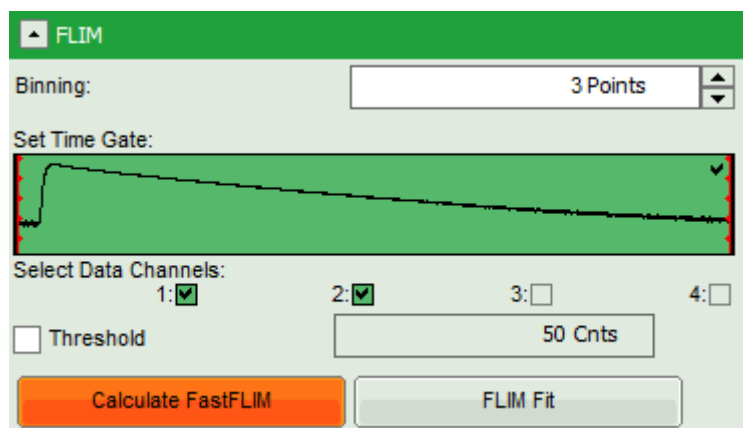 FLIM
Binning: 3 Points
Set Time Gate:
Select Data Channels:
1: 2: 3: 4:
Threshold 50 Cnts
Calculate FastFLIM FLIM Fit